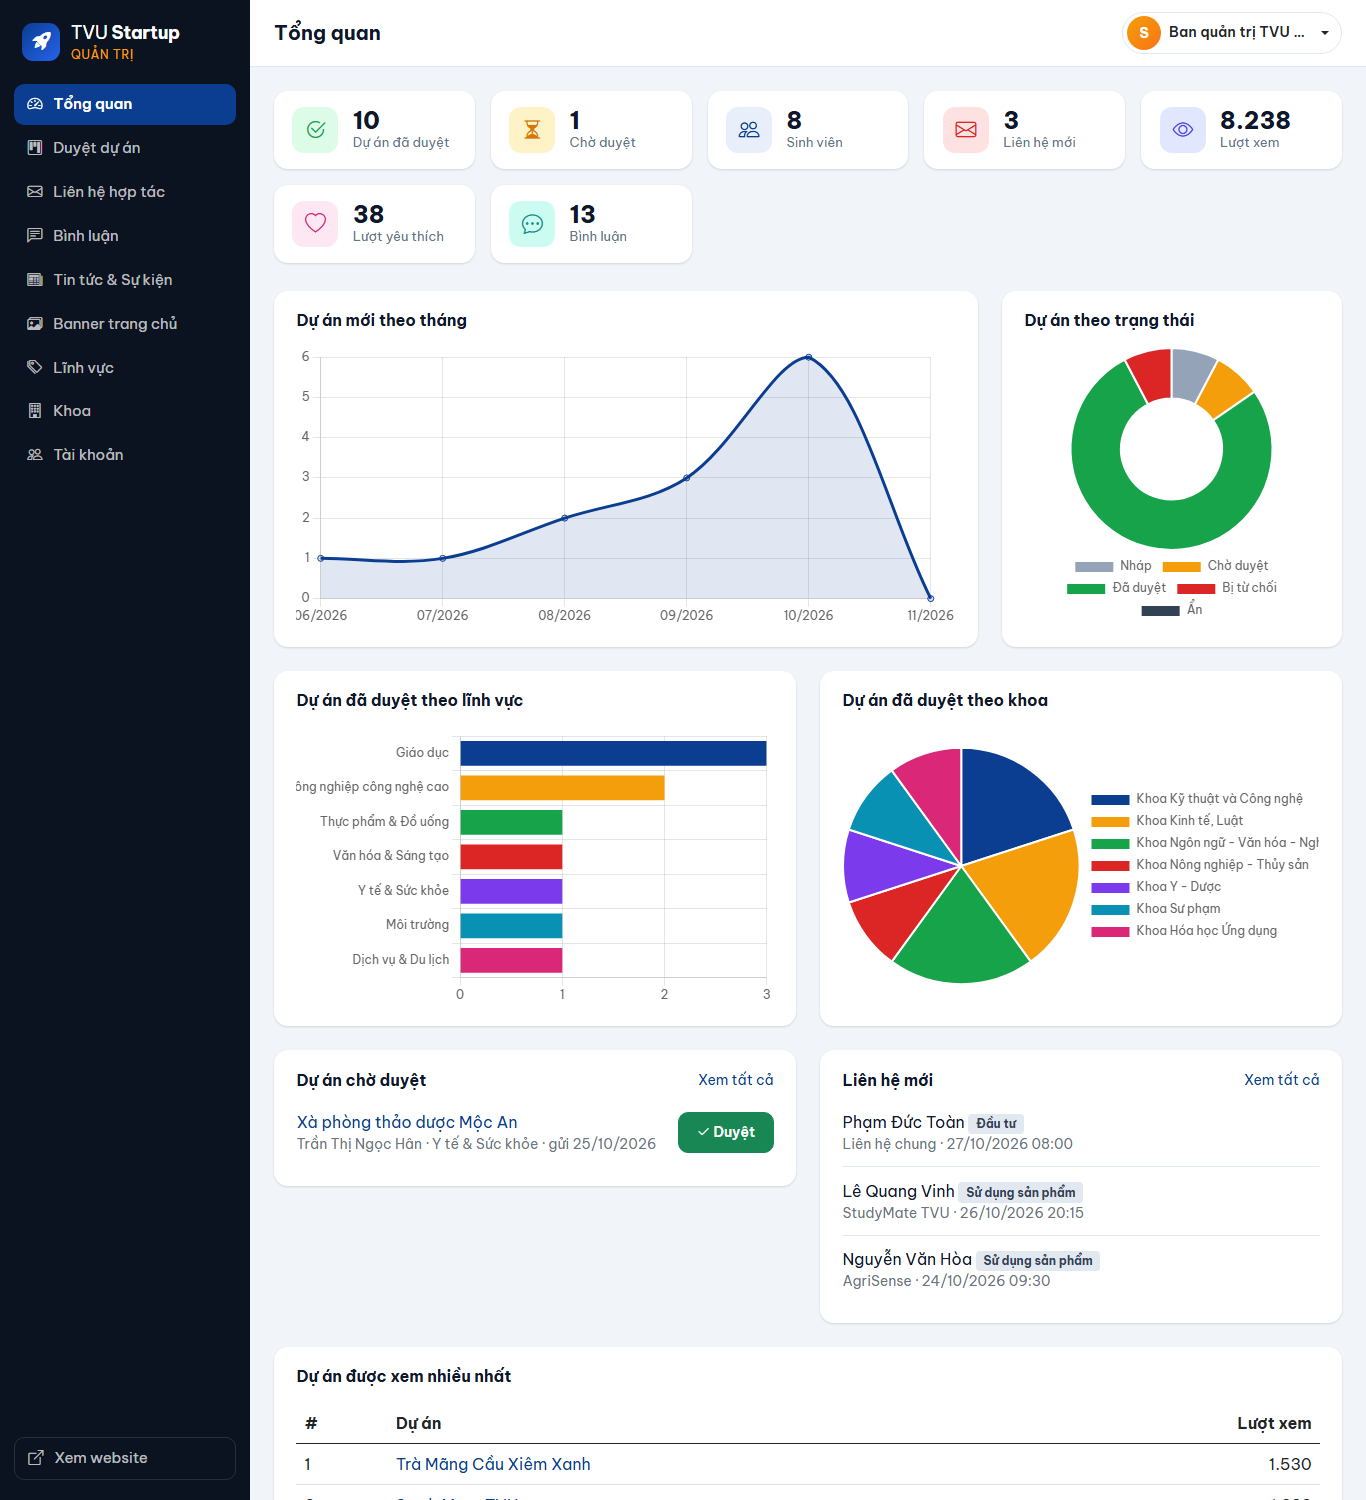 TVU Startup
QUẢN TRỊ
Tổng quan
Duyệt dự án
Liên hệ hợp tác
Bình luận
Tin tức & Sự kiện
Banner trang chủ
Lĩnh vực
Khoa
Tài khoản
Xem website
Tổng quan
S
Ban quản trị TVU ...
10
Dự án đã duyệt
1
Chờ duyệt
8
Sinh viên
3
Liên hệ mới
8.238
Lượt xem
38
Lượt yêu thích
13
Bình luận
Dự án mới theo tháng
6
5
4
3
2
1
0
06/2026 07/2026 08/2026 09/2026 10/2026 11/2026
Dự án theo trạng thái
Nháp Chờ duyệt
Đã duyệt Bị từ chối
Ẩn
Dự án đã duyệt theo lĩnh vực
Giáo dục
ông nghiệp công nghệ cao
Thực phẩm & Đồ uống
Văn hóa & Sáng tạo
Y tế & Sức khỏe
Môi trường
Dịch vụ & Du lịch
0 1 2 3
Dự án đã duyệt theo khoa
Khoa Kỹ thuật và Công nghệ
Khoa Kinh tế, Luật
Khoa Ngôn ngữ - Văn hóa - Ngh
Khoa Nông nghiệp - Thủy sản
Khoa Y - Dược
Khoa Sư phạm
Khoa Hóa học Ứng dụng
Dự án chờ duyệt
Xem tất cả
Xà phòng thảo dược Mộc An
Trần Thị Ngọc Hân · Y tế & Sức khỏe · gửi 25/10/2026
Duyệt
Liên hệ mới
Xem tất cả
Phạm Đức Toàn Đầu tư
Liên hệ chung · 27/10/2026 08:00
Lê Quang Vinh Sử dụng sản phẩm
StudyMate TVU · 26/10/2026 20:15
Nguyễn Văn Hòa Sử dụng sản phẩm
AgriSense · 24/10/2026 09:30
Dự án được xem nhiều nhất
# Dự án Lượt xem
1 Trà Mãng Cầu Xiêm Xanh 1.530